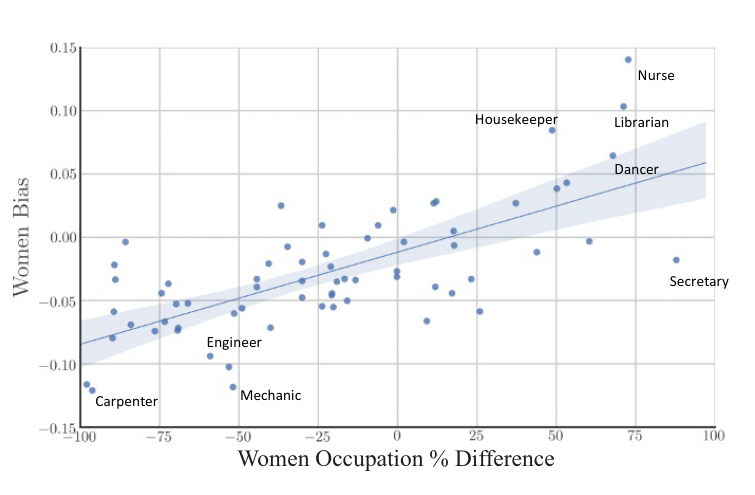 0.15
Nurse
0.10
Housekeeper
Librarian
0.05
Dancer
0.00
Women Bias
Secretary
−0.05
Engineer
−0.10
Mechanic
Carpenter
−0.15
−100 −75 −50 −25 0 25 50 75 100
Women Occupation % Difference